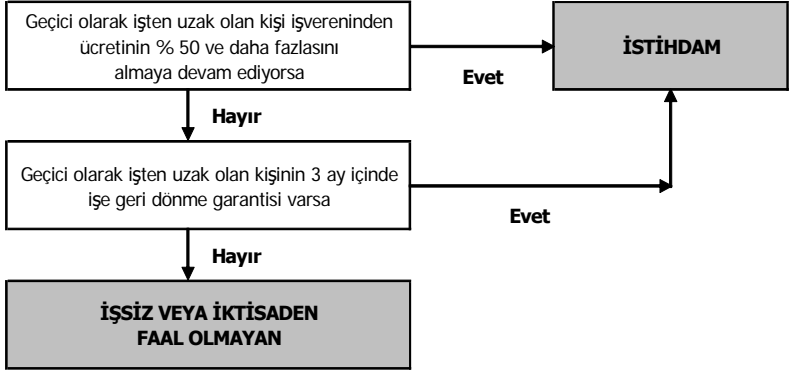 Geçici olarak işten uzak olan kişi işvereninden
ücretinin % 50 ve daha fazlasını
almaya devam ediyorsa
Evet
İSTİHDAM
Hayır
Geçici olarak işten uzak olan kişinin 3 ay içinde
işe geri dönme garantisi varsa
Evet
Hayır
İŞSİZ VEYA İKTİSADEN
FAAL OLMAYAN